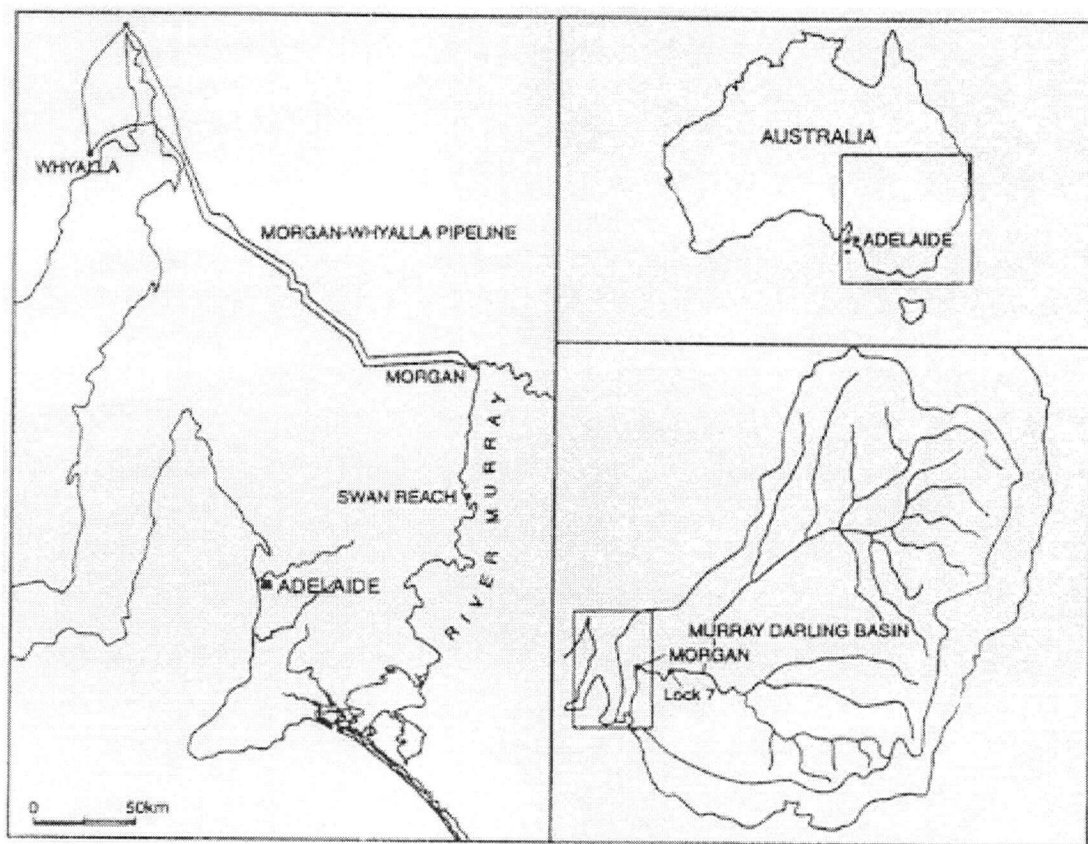 WHYALLA
MORGAN-WHYALLA PIPELINE
MORGAN
SWAN REACH
RIVER MURRAY
ADELAIDE
0 50km
AUSTRALIA
ADELAIDE
MURRAY DARLING BASIN
MORGAN
Lock 7